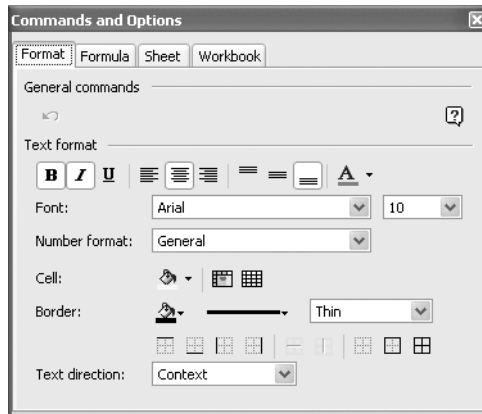 Commands and Options
Format Formula Sheet Workbook
General commands
Text format
B I U A
Font: Arial 10
Number format: General
Cell:
Border: Thin
Text direction: Context